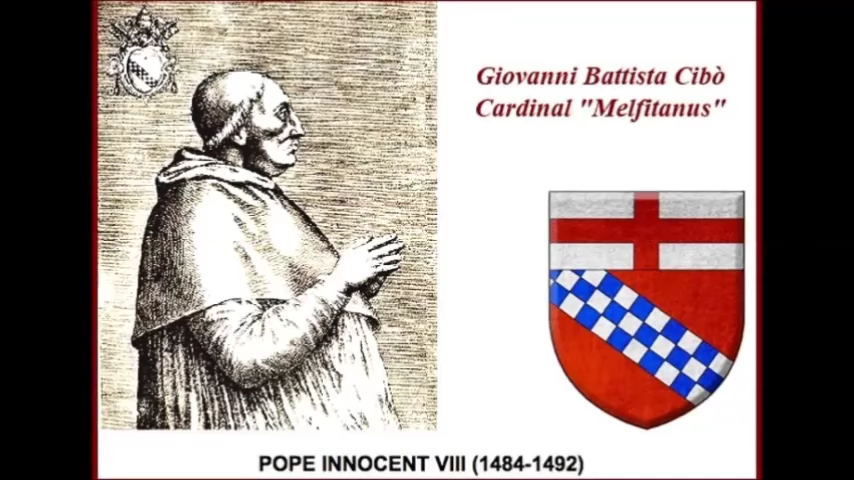 Giovanni Battista Cibò
Cardinal "Melfitanus"
POPE INNOCENT VIII (1484-1492)